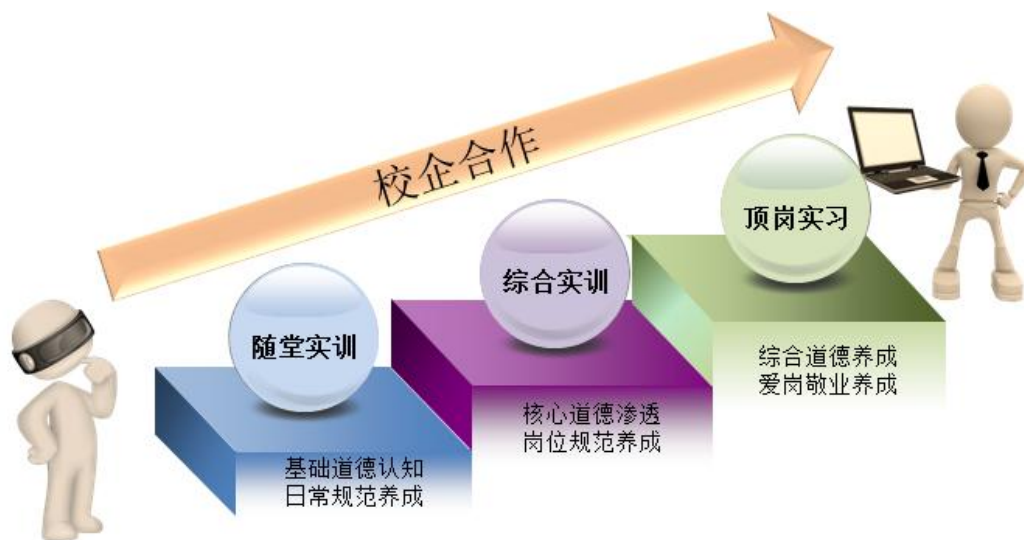 校企合作
随堂实训
基础道德认知
日常规范养成
综合实训
核心道德渗透
岗位规范养成
顶岗实习
综合道德养成
爱岗敬业养成